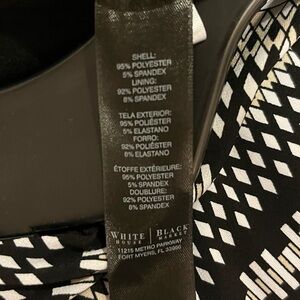 SHELL:
95% POLYESTER
5% SPANDEX
LINING:
92% POLYESTER
8% SPANDEX
TELA EXTERIOR:
95% POLIÉSTER
5% ELASTANO
FORRO:
92% POLIÉSTER
8% ELASTANO
ÉTOFFE EXTÉRIEURE:
95% POLYESTER
5% SPANDEX
DOUBLURE:
92% POLYESTER
8% SPANDEX
WHITE | BLACK
HOUSE | MARKET
11215 METRO PARKWAY
FORT MYERS, FL 33966